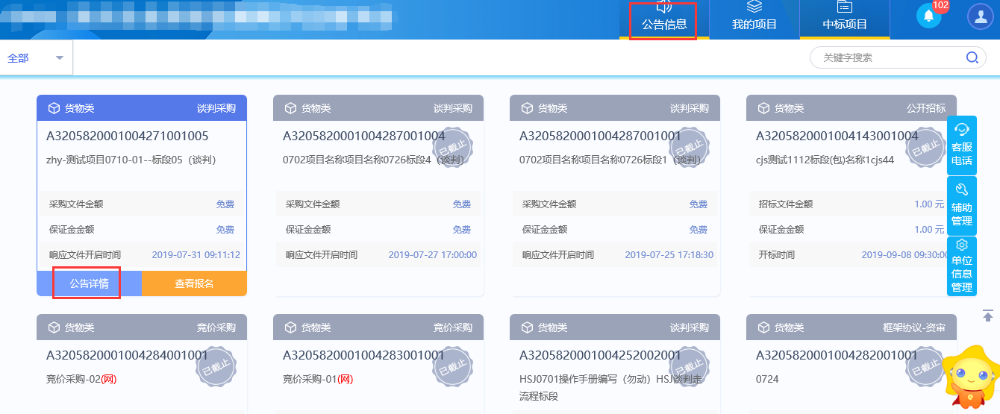 公告信息
我的项目
中标项目
102
全部
关键字搜索
货物类 谈判采购
A3205820001004271001005
zhy-测试项目0710-01--标段05（谈判）
采购文件金额 免费
保证金金额 免费
响应文件开启时间 2019-07-31 09:11:12
公告详情 查看报名
货物类 谈判采购
A3205820001004287001004
已截止
0702项目名称项目名称0726标段4（谈判）
采购文件金额 免费
保证金金额 免费
响应文件开启时间 2019-07-27 17:00:00
货物类 谈判采购
A3205820001004287001001
已截止
0702项目名称项目名称0726标段1（谈判）
采购文件金额 免费
保证金金额 免费
响应文件开启时间 2019-07-25 17:18:30
货物类 公开招标
A3205820001004143001004
已截止
cjs测试1112标段(包)名称1cjs44
招标文件金额 1.00 元
保证金金额 1.00 元
开标时间 2019-09-08 09:30:00
客服
电话
辅助
管理
单位
信息
管理
货物类 竞价采购
A3205820001004284001001
已截止
竞价采购-02(网)
货物类 竞价采购
A3205820001004283001001
已截止
竞价采购-01(网)
货物类 谈判采购
A3205820001004252002001
已截止
HSJ0701操作手册编写（勿动）HSJ谈判走
流程标段
货物类 框架协议-资审
A3205820001004282001001
已截止
0724